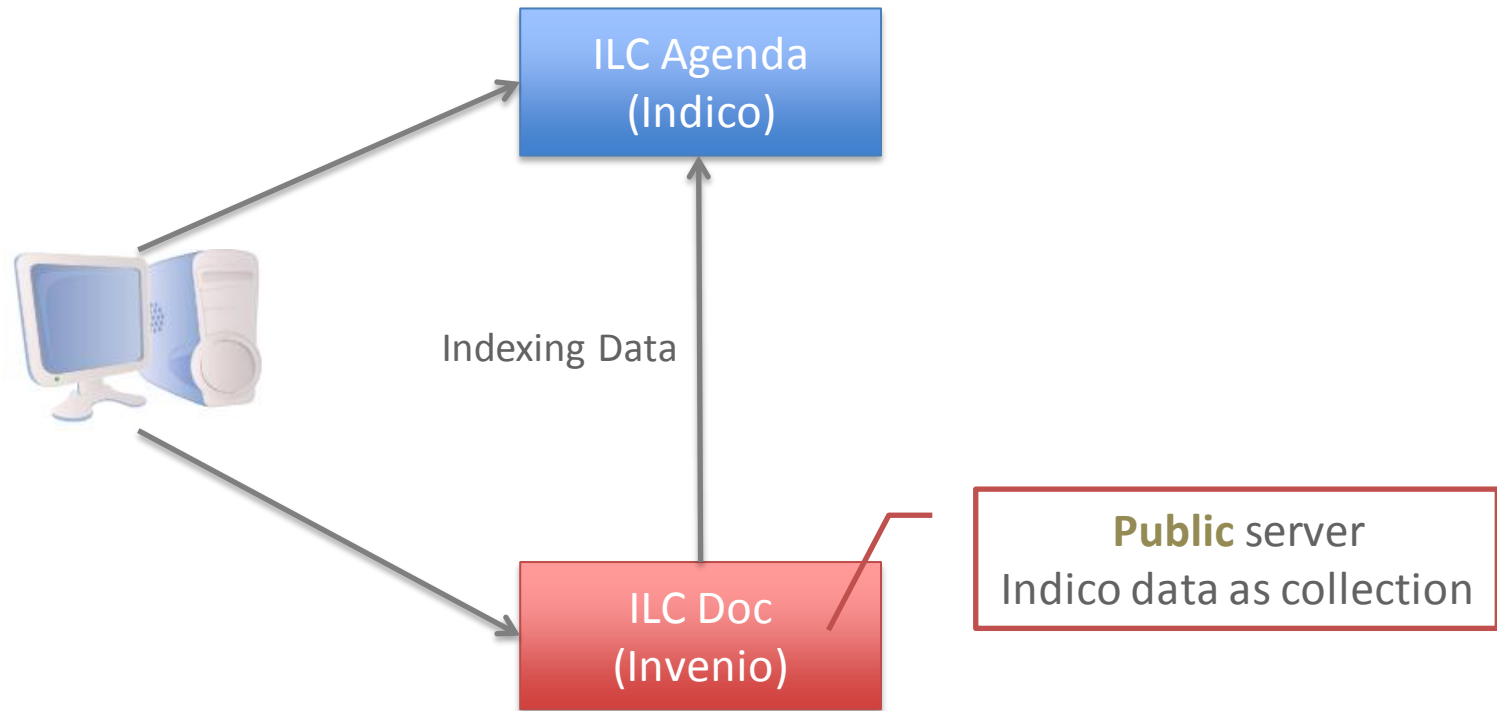 ILC Agenda
(Indico)
Indexing Data
Public server
Indico data as collection
ILC Doc
(Invenio)